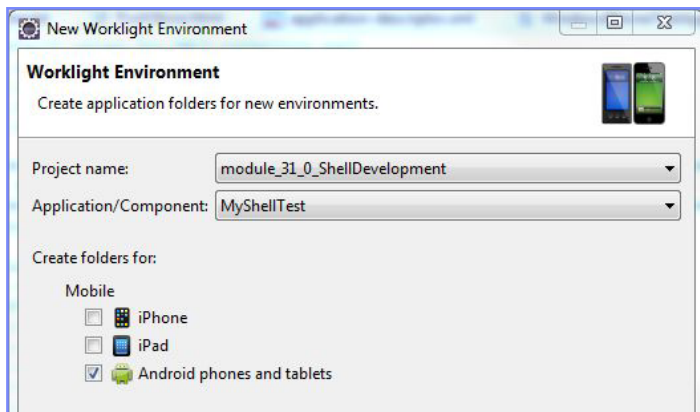 New Worklight Environment
Worklight Environment
Create application folders for new environments.
Project name: module_31_0_ShellDevelopment
Application/Component: MyShellTest
Create folders for:
Mobile
iPhone
iPad
Android phones and tablets